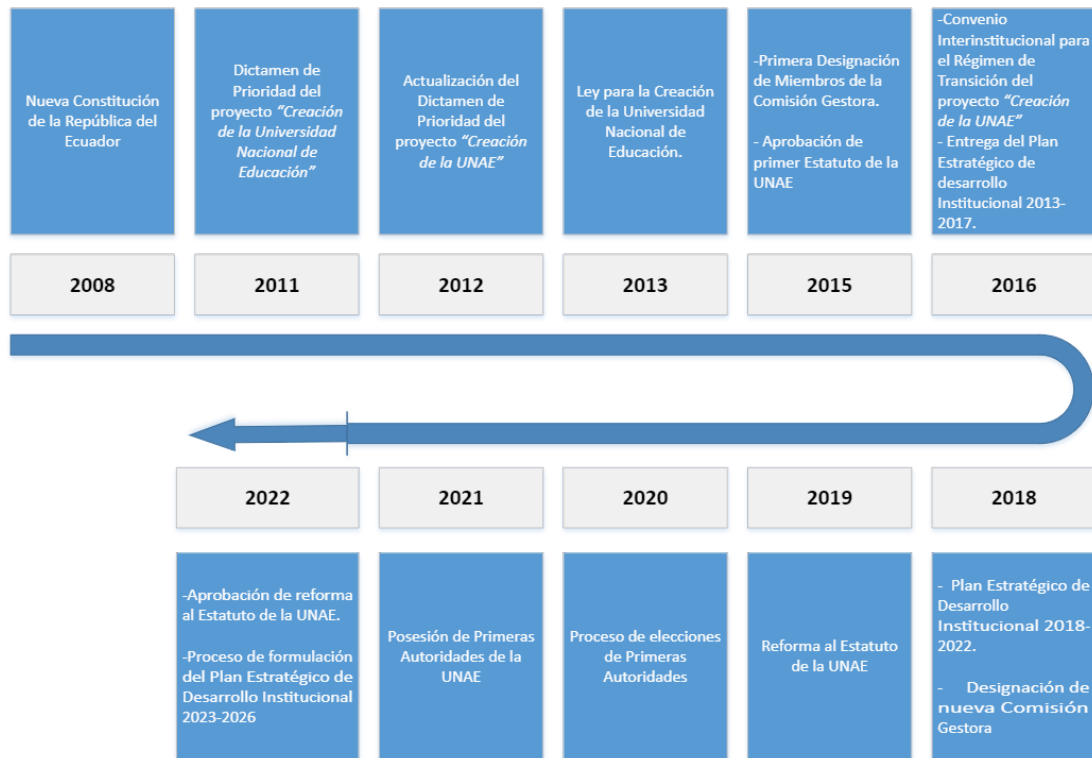 Nueva Constitución
de la República del
Ecuador
Dictamen de
Prioridad del
proyecto “Creación
de la Universidad
Nacional de
Educación”
Actualización del
Dictamen de
Prioridad del
proyecto “Creación
de la UNAE”
Ley para la Creación
de la Universidad
Nacional de
Educación.
-Primera Designación
de Miembros de la
Comisión Gestora.
- Aprobación de
primer Estatuto de la
UNAE
-Convenio
Interinstitucional para
el Régimen de
Transición del
proyecto “Creación
de la UNAE”
- Entrega del Plan
Estratégico de
desarrollo
Institucional 2013-
2017.
2008
2011
2012
2013
2015
2016
2022
2021
2020
2019
2018
-Aprobación de reforma
al Estatuto de la UNAE.
-Proceso de formulación
del Plan Estratégico de
Desarrollo Institucional
2023-2026
Posesión de Primeras
Autoridades de la
UNAE
Proceso de elecciones
de Primeras
Autoridades
Reforma al Estatuto
de la UNAE
- Plan Estratégico de
Desarrollo
Institucional 2018-
2022.
- Designación de
nueva Comisión
Gestora